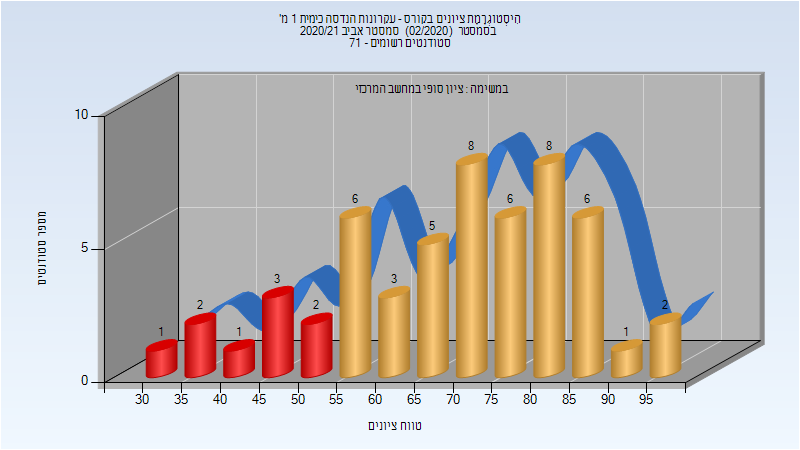 היסטוגרמת ציונים בקורס - עקרונות הנדסה כימית 1 מ'
בסמסטר (02/2020) סמסטר אביב 2020/21
סטודנטים רשומים - 71
במשימה : ציון סופי במחשב המרכזי
מספר סטודנטים
10
5
0
1
2
1
3
2
6
3
5
8
6
8
6
1
2
30 35 40 45 50 55 60 65 70 75 80 85 90 95
טווח ציונים